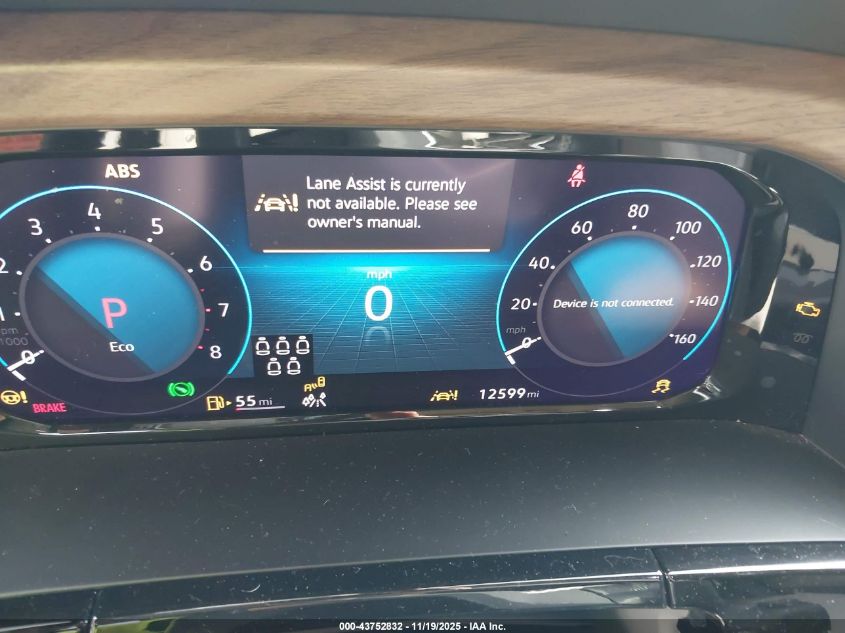 ABS
Lane Assist is currently
not available. Please see
owner's manual.
4
3
5
2
6
1
7
0
8
P
Eco
mph
0
80
60
100
40
120
20
140
0
160
mph
Device is not connected.
BRAKE
55 mi
A
12599 mi
000-43752832 - 11/19/2025 - IAA Inc.